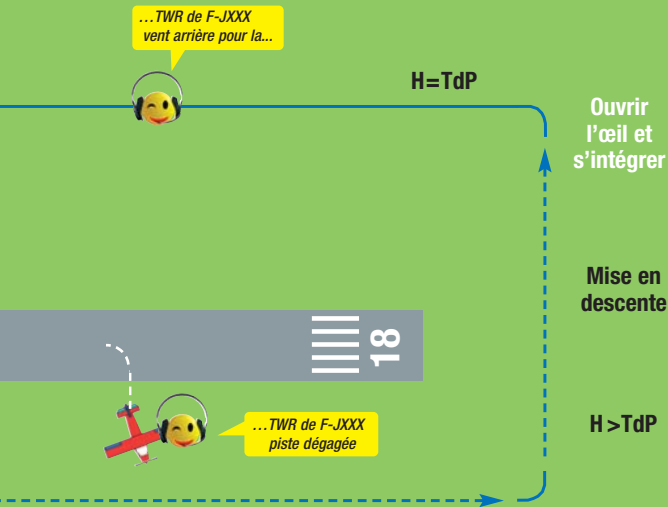 …TWR de F-JXXX
vent arrière pour la...
H=TdP
Ouvrir
l’œil et
s’intégrer
Mise en
descente
18
…TWR de F-JXXX
piste dégagée
H >TdP